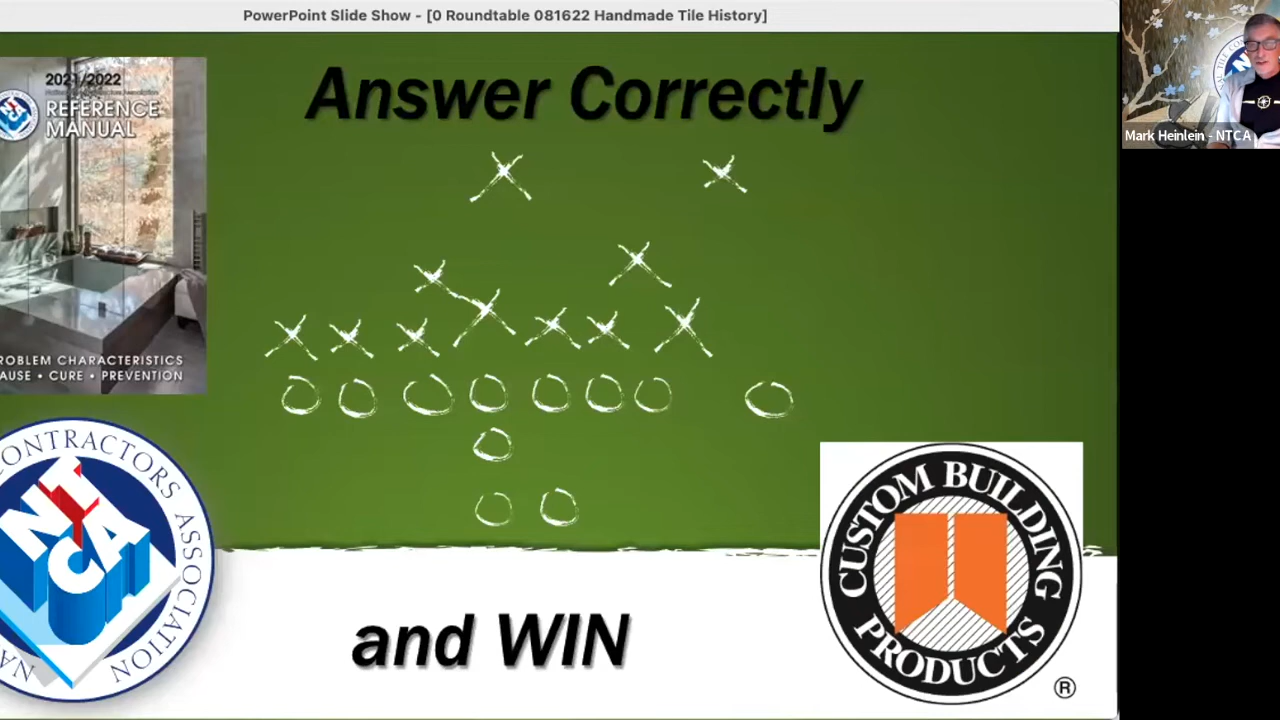 PowerPoint Slide Show - [0 Roundtable 081622 Handmade Tile History]
Answer Correctly
2021/2022
REFERENCE
MANUAL
ROBLEM CHARACTERISTICS
AUSE • CURE • PREVENTION
Mark Heinlein - NTCA
CONTRACTORS ASSOCIATION
NTCA
NA
CUSTOM BUILDING
PRODUCTS
®
and WIN